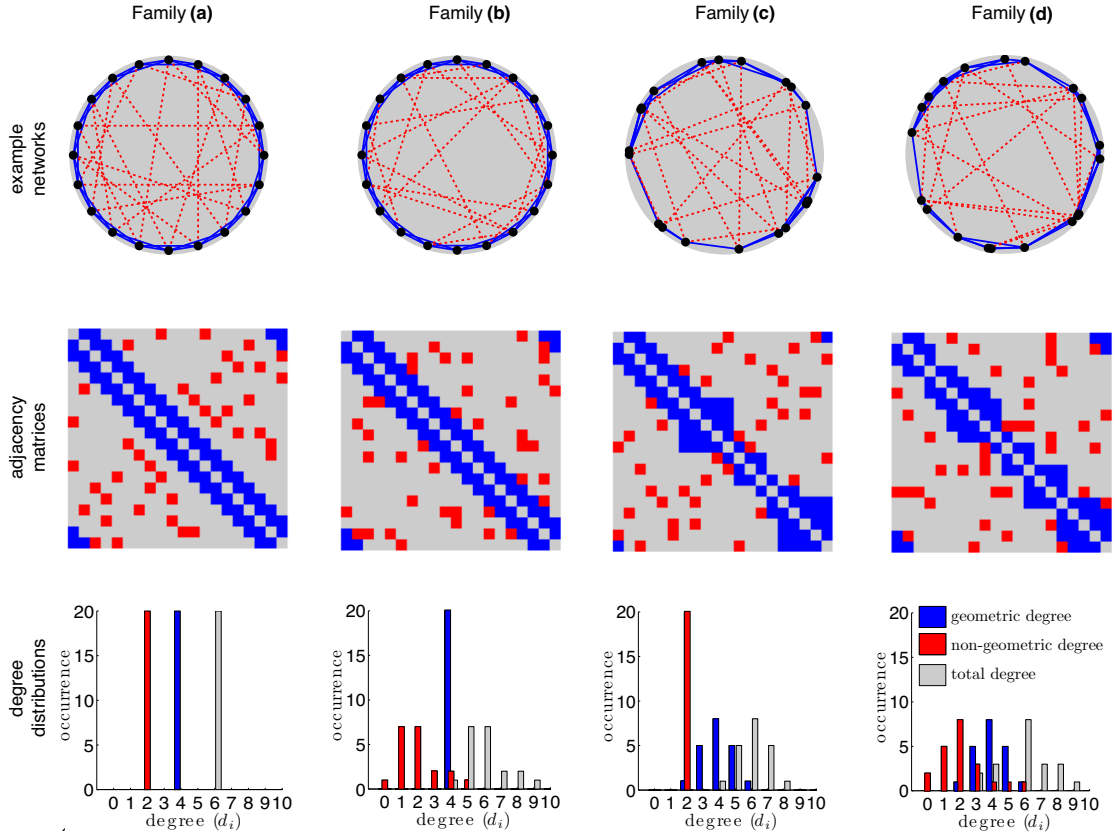 Family (a) Family (b) Family (c) Family (d)
example
networks
adjacency
matrices
degree
distributions
20
15
10
5
0
occurrence
0 1 2 3 4 5 6 7 8 9 10
degree (dᵢ)
20
15
10
5
0
occurrence
0 1 2 3 4 5 6 7 8 9 10
degree (dᵢ)
20
15
10
5
0
occurrence
0 1 2 3 4 5 6 7 8 9 10
degree (dᵢ)
20
15
10
5
0
occurrence
0 1 2 3 4 5 6 7 8 9 10
degree (dᵢ)
geometric degree
non-geometric degree
total degree